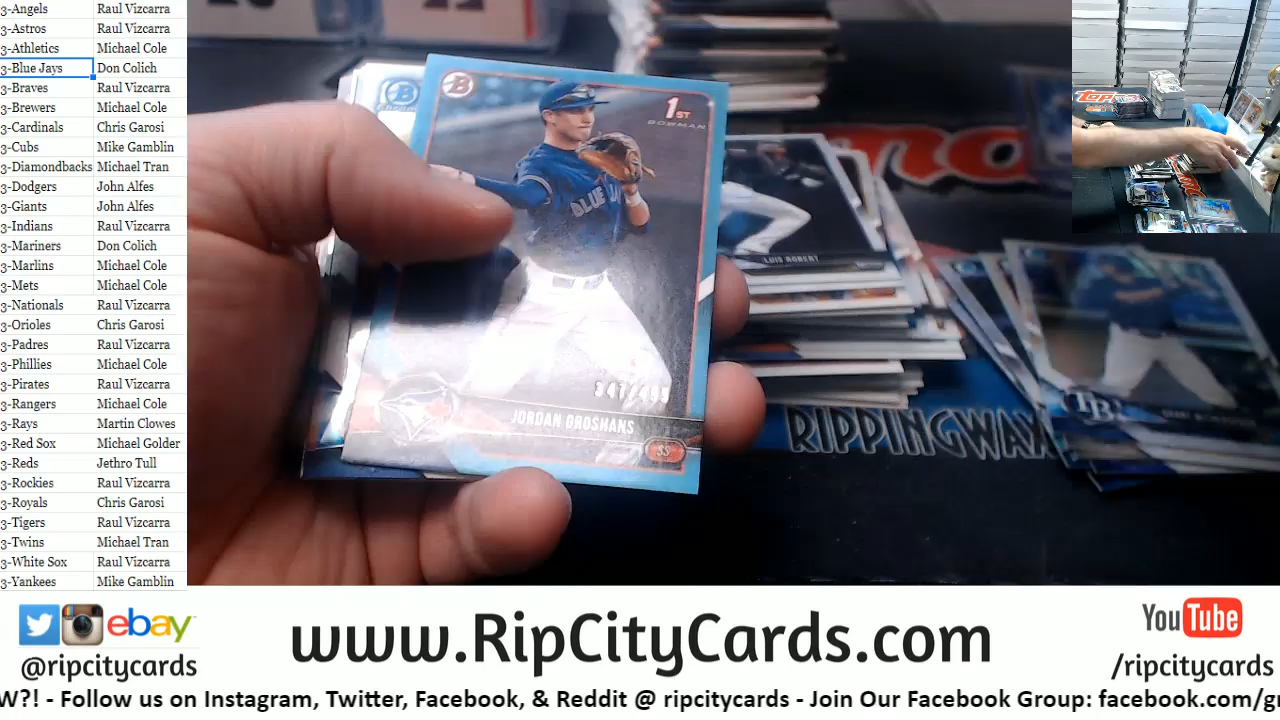 3-Angels Raul Vizcarra
3-Astros Raul Vizcarra
3-Athletics Michael Cole
3-Blue Jays Don Colich
3-Braves Raul Vizcarra
3-Brewers Michael Cole
3-Cardinals Chris Garosi
3-Cubs Mike Gamblin
3-Diamondbacks Michael Tran
3-Dodgers John Alfes
3-Giants John Alfes
3-Indians Raul Vizcarra
3-Mariners Don Colich
3-Marlins Michael Cole
3-Mets Michael Cole
3-Nationals Raul Vizcarra
3-Orioles Chris Garosi
3-Padres Raul Vizcarra
3-Phillies Michael Cole
3-Pirates Raul Vizcarra
3-Rangers Michael Cole
3-Rays Martin Clowes
3-Red Sox Michael Golder
3-Reds Jethro Tull
3-Rockies Raul Vizcarra
3-Royals Chris Garosi
3-Tigers Raul Vizcarra
3-Twins Michael Tran
3-White Sox Raul Vizcarra
3-Yankees Mike Gamblin
B
1ST
BOWMAN
BLUE JA
347/499
JORDAN GROSHANS
SS
LUIS ROBERT
RIPPINGWAX
TB
Topps
ebay
@ripcitycards
www.RipCityCards.com
YouTube
/ripcitycards
W?! - Follow us on Instagram, Twitter, Facebook, & Reddit @ ripcitycards - Join Our Facebook Group: facebook.com/g